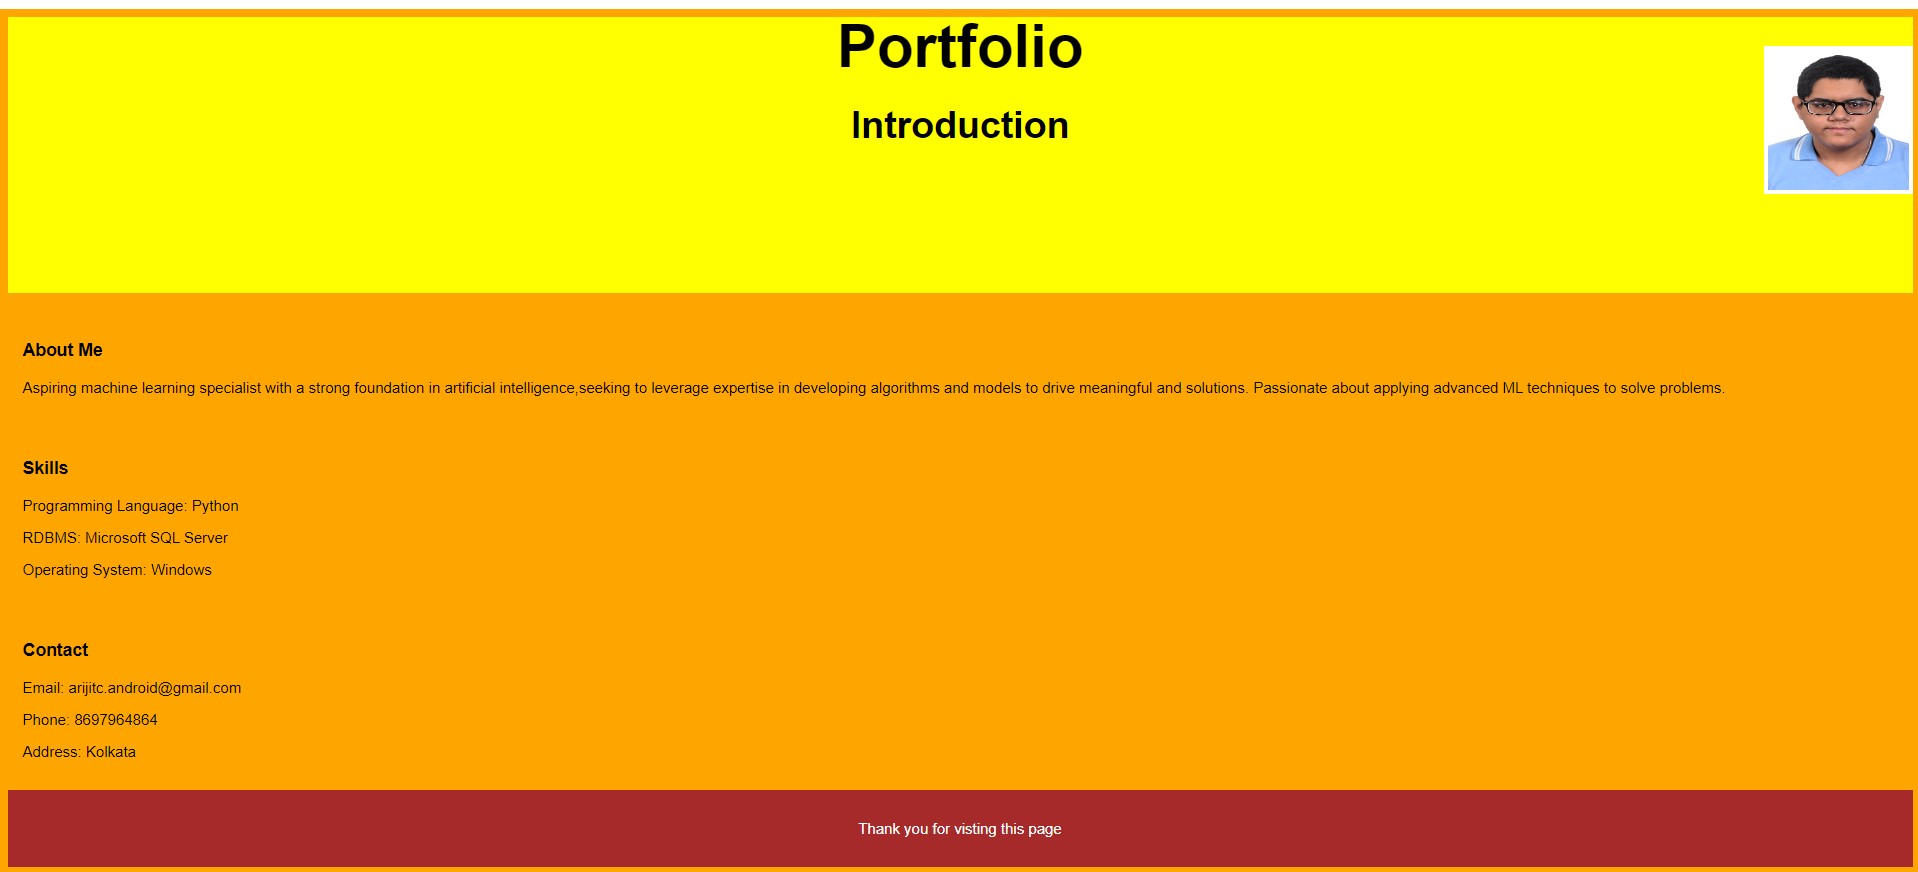 Portfolio
Introduction
About Me
Aspiring machine learning specialist with a strong foundation in artificial intelligence,seeking to leverage expertise in developing algorithms and models to drive meaningful and solutions. Passionate about applying advanced ML techniques to solve problems.
Skills
Programming Language: Python
RDBMS: Microsoft SQL Server
Operating System: Windows
Contact
Email: arijitc.android@gmail.com
Phone: 8697964864
Address: Kolkata
Thank you for visting this page